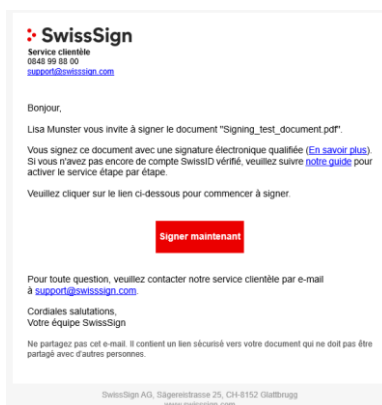 SwissSign
Service clientèle
0848 99 88 00
support@swisssign.com
Bonjour,
Lisa Munster vous invite à signer le document "Signing_test_document.pdf".
Vous signez ce document avec une signature électronique qualifiée (En savoir plus).
Si vous n'avez pas encore de compte SwissID vérifié, veuillez suivre notre guide pour
activer le service étape par étape.
Veuillez cliquer sur le lien ci-dessous pour commencer à signer.
Signer maintenant
Pour toute question, veuillez contacter notre service clientèle par e-mail
à support@swisssign.com.
Cordiales salutations,
Votre équipe SwissSign
Ne partagez pas cet e-mail. Il contient un lien sécurisé vers votre document qui ne doit pas être
partagé avec d'autres personnes.
SwissSign AG, Sägereistrasse 25, CH-8152 Glattbrugg
www.swisssign.com